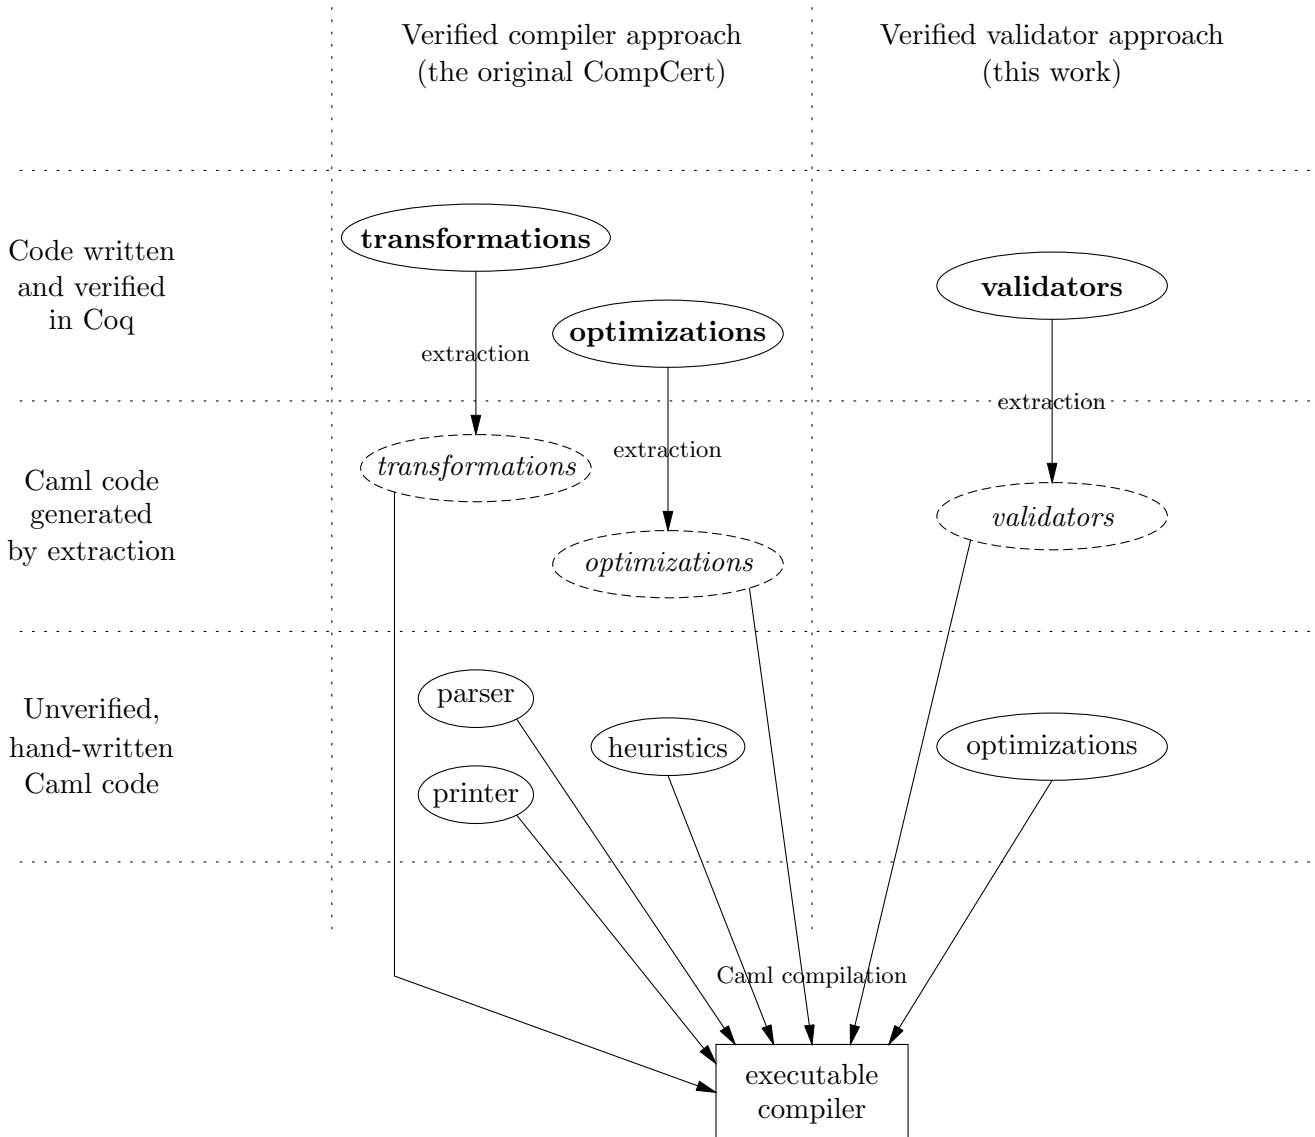 Verified compiler approach
(the original CompCert)
Verified validator approach
(this work)
Code written
and verified
in Coq
transformations
optimizations
validators
extraction
extraction
extraction
Caml code
generated
by extraction
transformations
optimizations
validators
Unverified,
hand-written
Caml code
parser
printer
heuristics
optimizations
Caml compilation
executable
compiler